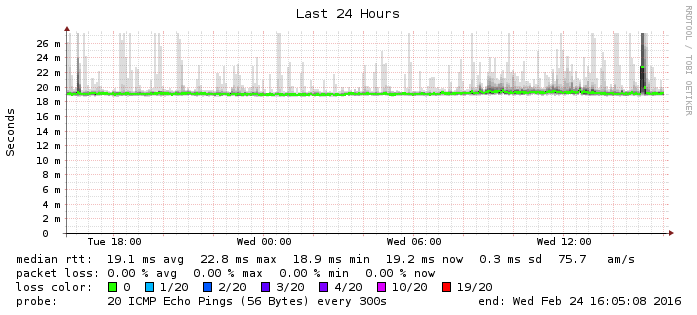 Last 24 Hours
RRDTOOL / TOBI OETIKER
Seconds
26 m
24 m
22 m
20 m
18 m
16 m
14 m
12 m
10 m
8 m
6 m
4 m
2 m
0
Tue 18:00 Wed 00:00 Wed 06:00 Wed 12:00
median rtt: 19.1 ms avg 22.8 ms max 18.9 ms min 19.2 ms now 0.3 ms sd 75.7 am/s
packet loss: 0.00 % avg 0.00 % max 0.00 % min 0.00 % now
loss color: 0 1/20 2/20 3/20 4/20 10/20 19/20
probe: 20 ICMP Echo Pings (56 Bytes) every 300s end: Wed Feb 24 16:05:08 2016